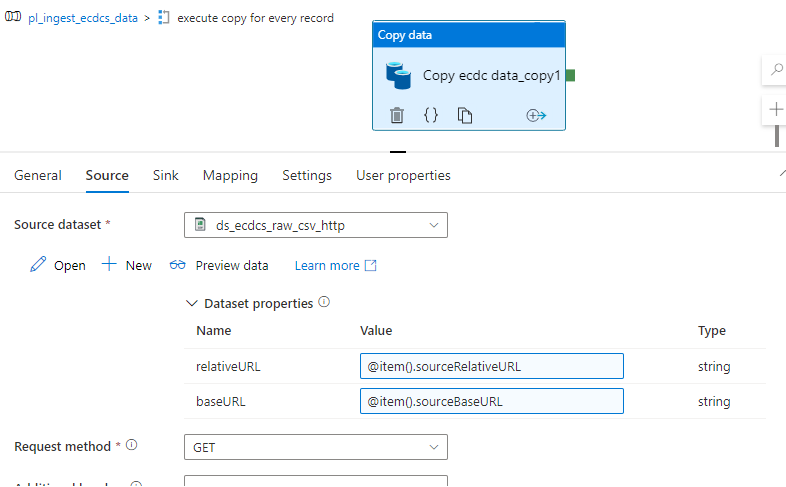 pl_ingest_ecdcs_data > execute copy for every record
Copy data
Copy ecdc data_copy1
{}
General Source Sink Mapping Settings User properties
Source dataset * ds_ecdcs_raw_csv_http
Open New Preview data Learn more
Dataset properties
Name Value Type
relativeURL @item().sourceRelativeURL string
baseURL @item().sourceBaseURL string
Request method * GET